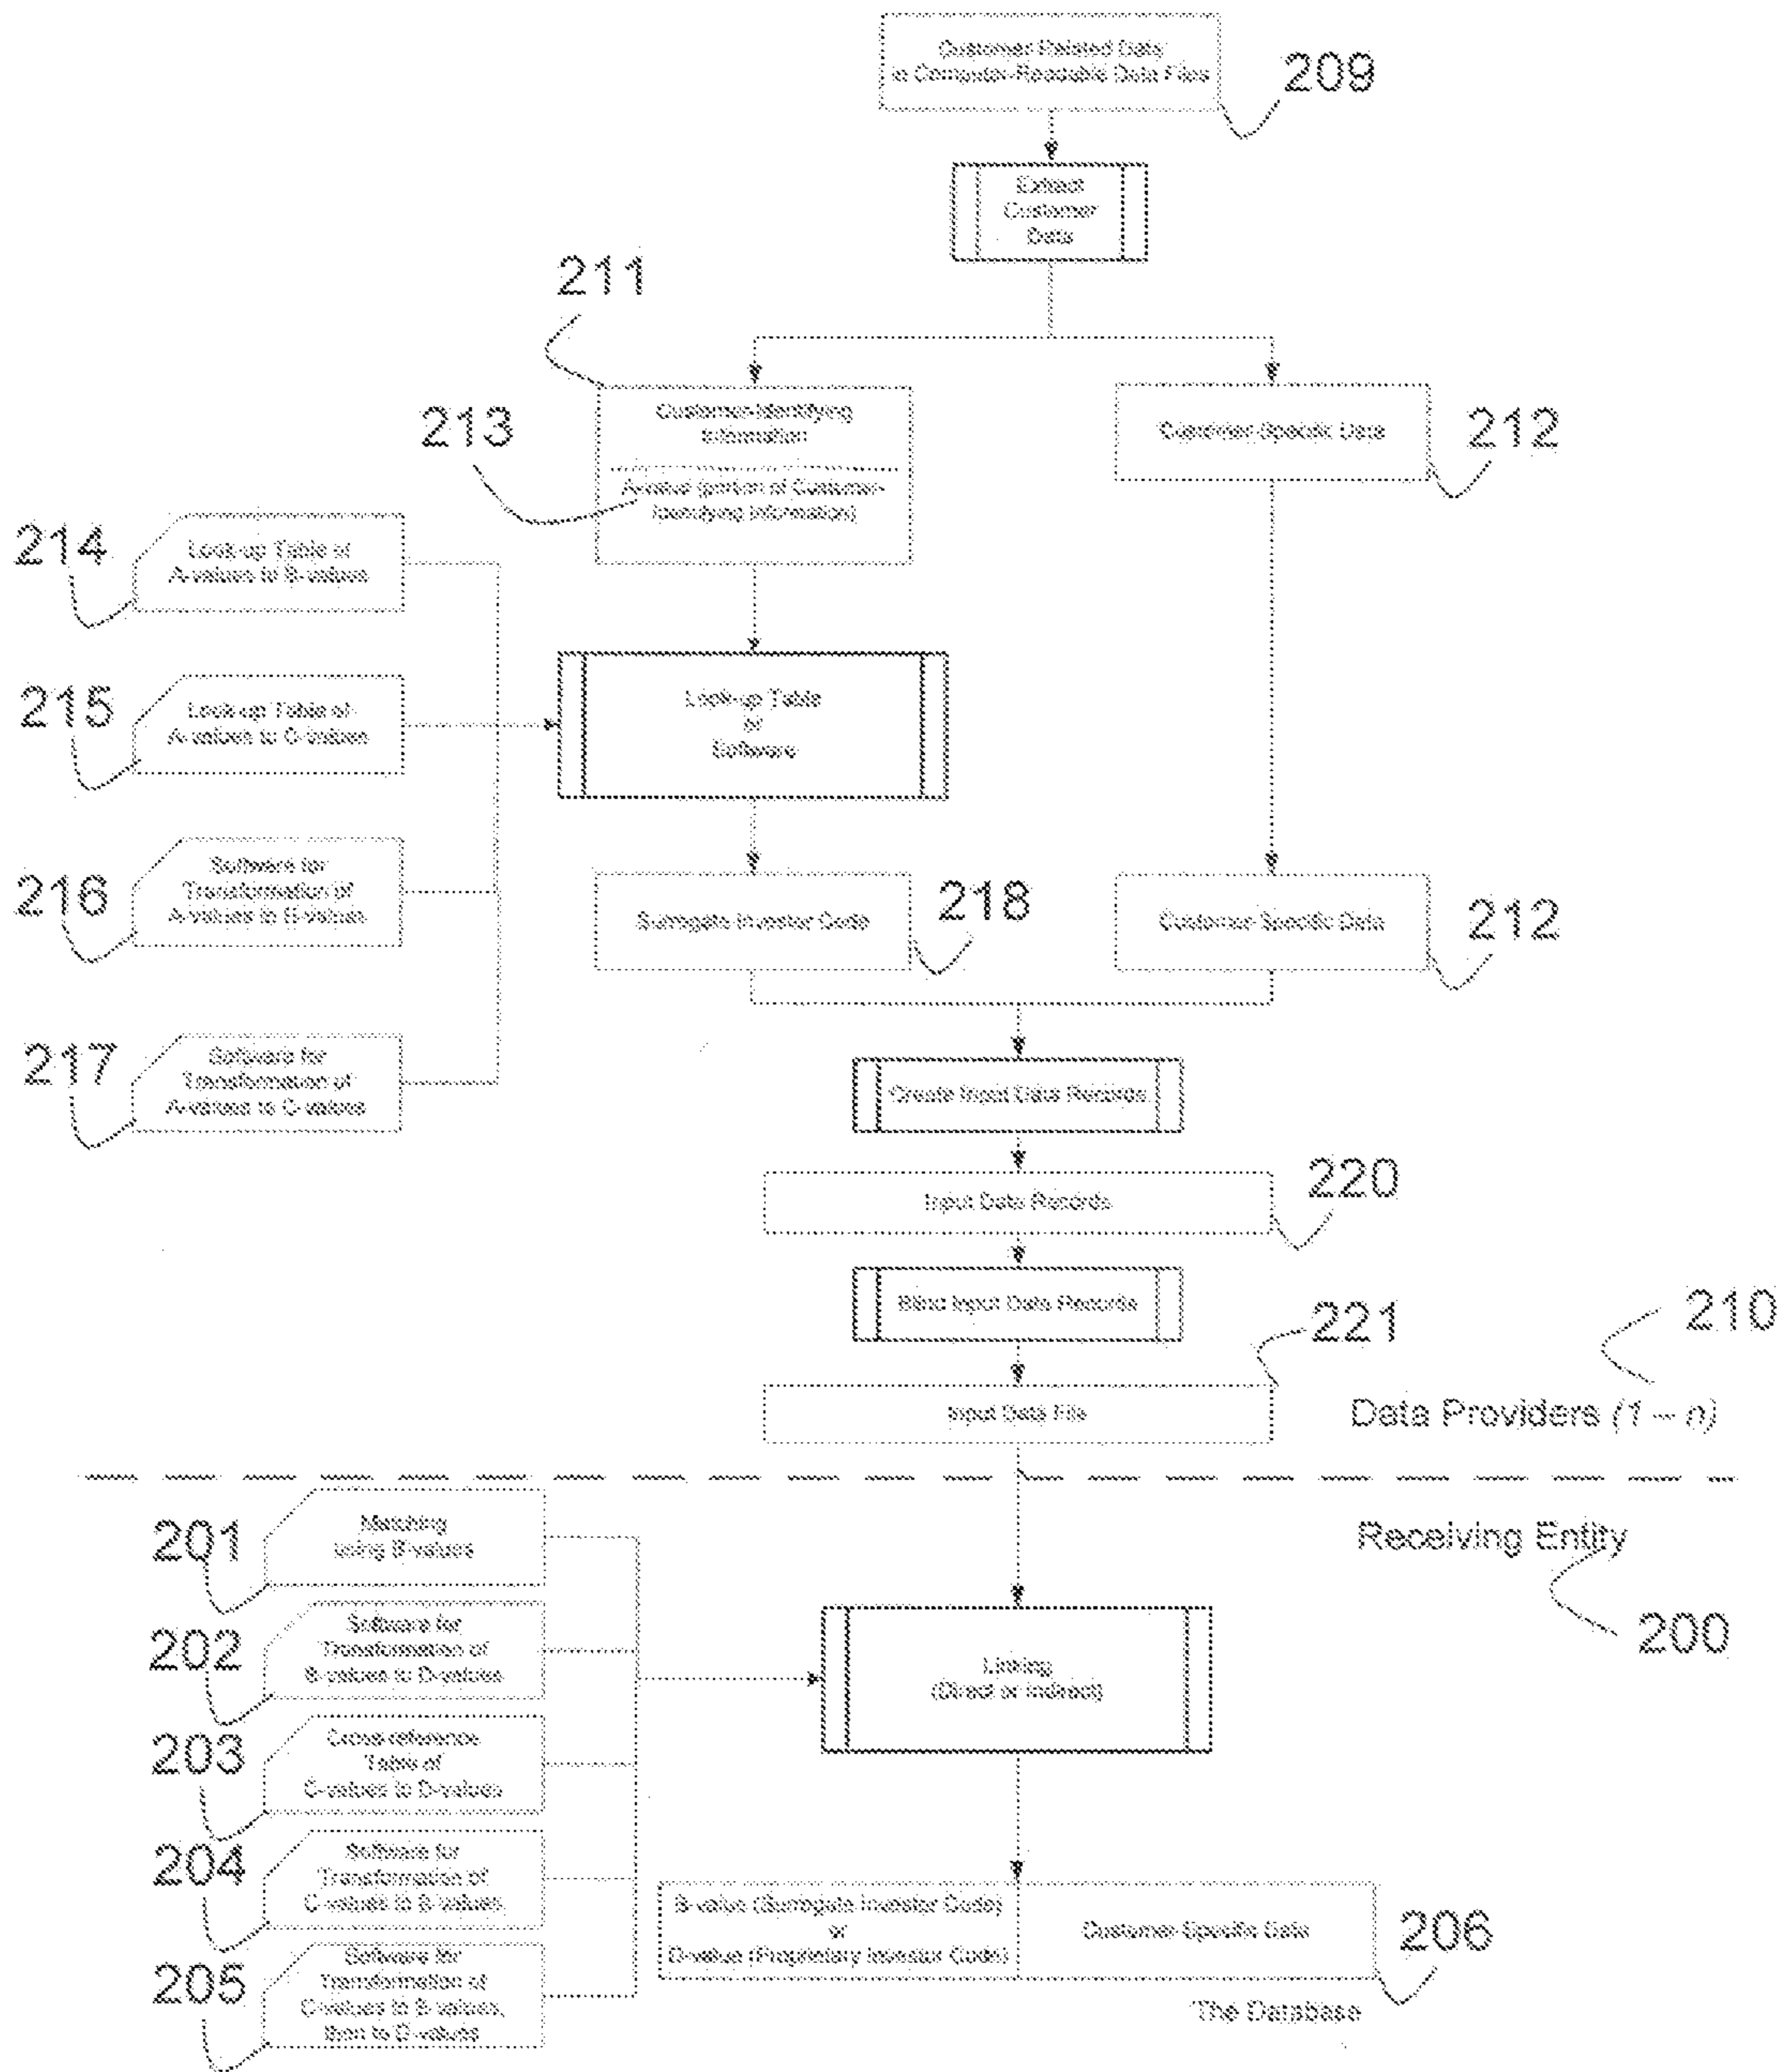 Customer-Related Data
in Computer-Readable Data Files
209
Extract
Customer
Data
211
213
Customer-Identifying
Information
A-value (portion of Customer-
Identifying Information)
Customer-Specific Data
212
214
Look-up Table of
A-values to B-values
215
Look-up Table of
A-values to C-values
Look-up Table
or
Software
216
Software for
Transformation of
A-values to B-values
Surrogate Investor Code
218
Customer-Specific Data
212
217
Software for
Transformation of
A-values to C-values
Create Input Data Records
Input Data Records
220
Blind Input Data Records
221
210
Input Data File
Data Providers (1 – n)
201
Matching
using B-values
Receiving Entity
200
202
Software for
Transformation of
B-values to D-values
Linking
(Direct or Indirect)
203
Cross-reference
Table of
C-values to D-values
204
Software for
Transformation of
C-values to B-values
205
Software for
Transformation of
C-values to B-values,
then to D-values
B-value (Surrogate Investor Code)
or
D-value (Proprietary Investor Code)
Customer-Specific Data
206
The Database